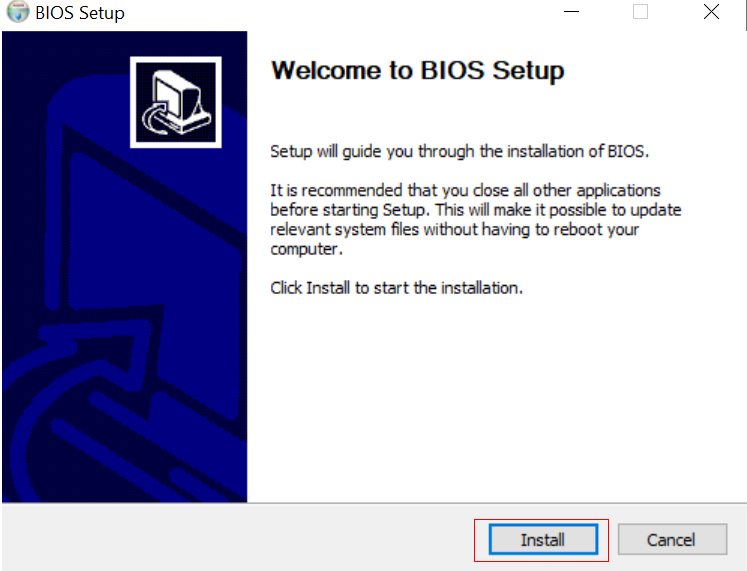 BIOS Setup
Welcome to BIOS Setup
Setup will guide you through the installation of BIOS.
It is recommended that you close all other applications
before starting Setup. This will make it possible to update
relevant system files without having to reboot your
computer.
Click Install to start the installation.
Install
Cancel